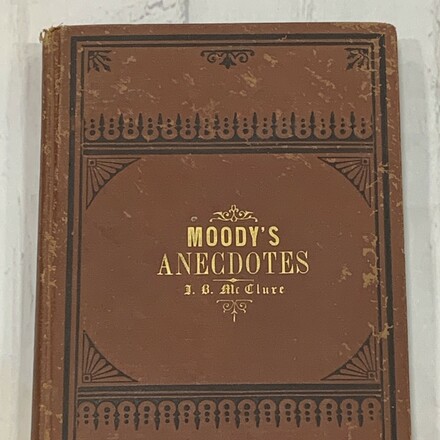 MOODY'S
ANECDOTES
J. B. McClure